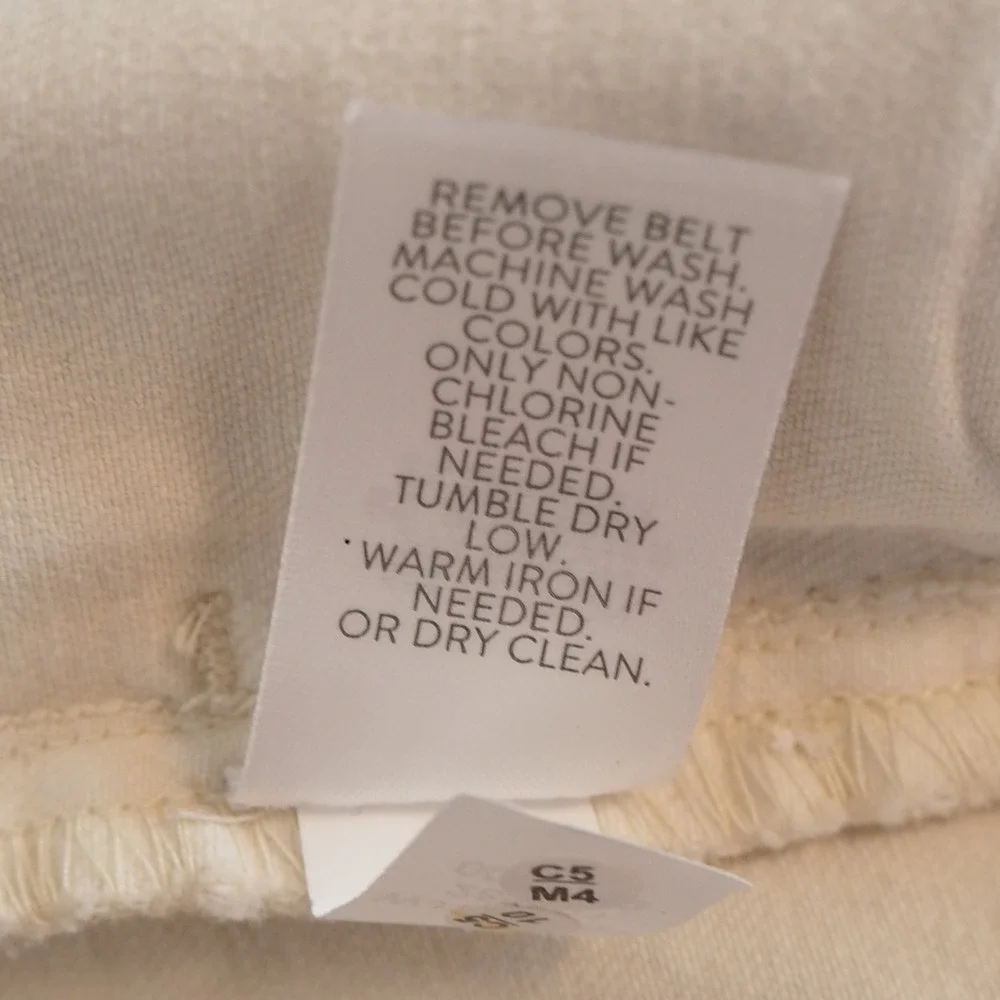 REMOVE BELT
BEFORE WASH.
MACHINE WASH
COLD WITH LIKE
COLORS.
ONLY NON-
CHLORINE
BLEACH IF
NEEDED.
TUMBLE DRY
LOW.
WARM IRON IF
NEEDED.
OR DRY CLEAN.
C5
M4